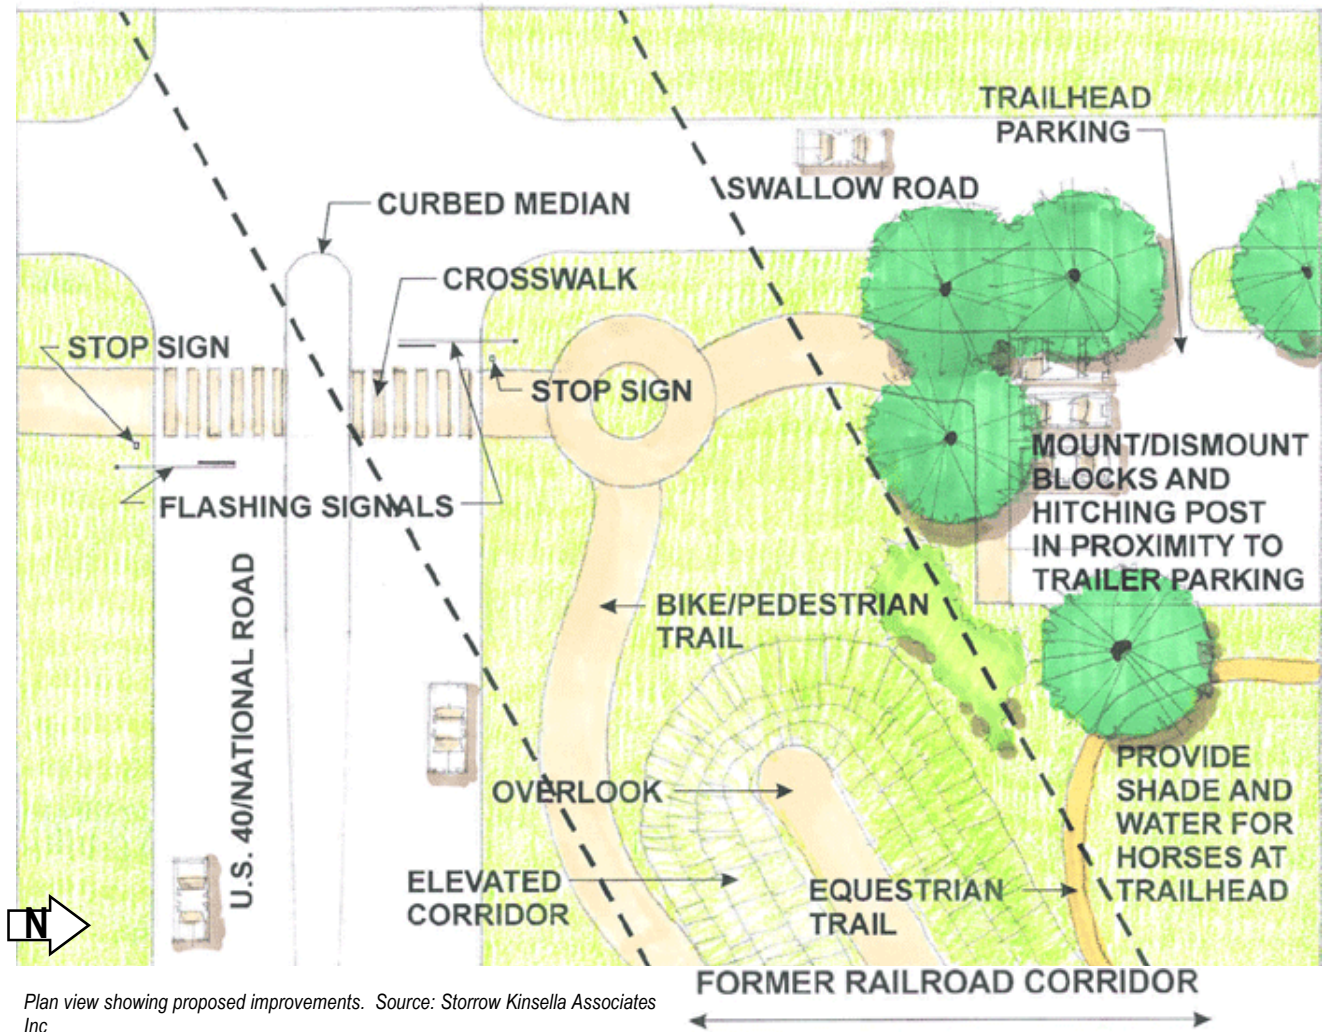 TRAILHEAD
PARKING
SWALLOW ROAD
CURBED MEDIAN
CROSSWALK
STOP SIGN
STOP SIGN
MOUNT/DISMOUNT
BLOCKS AND
HITCHING POST
IN PROXIMITY TO
TRAILER PARKING
FLASHING SIGNALS
U.S. 40/NATIONAL ROAD
BIKE/PEDESTRIAN
TRAIL
OVERLOOK
PROVIDE
SHADE AND
WATER FOR
HORSES AT
TRAILHEAD
ELEVATED
CORRIDOR
EQUESTRIAN
TRAIL
N
FORMER RAILROAD CORRIDOR
Plan view showing proposed improvements. Source: Storrow Kinsella Associates
Inc